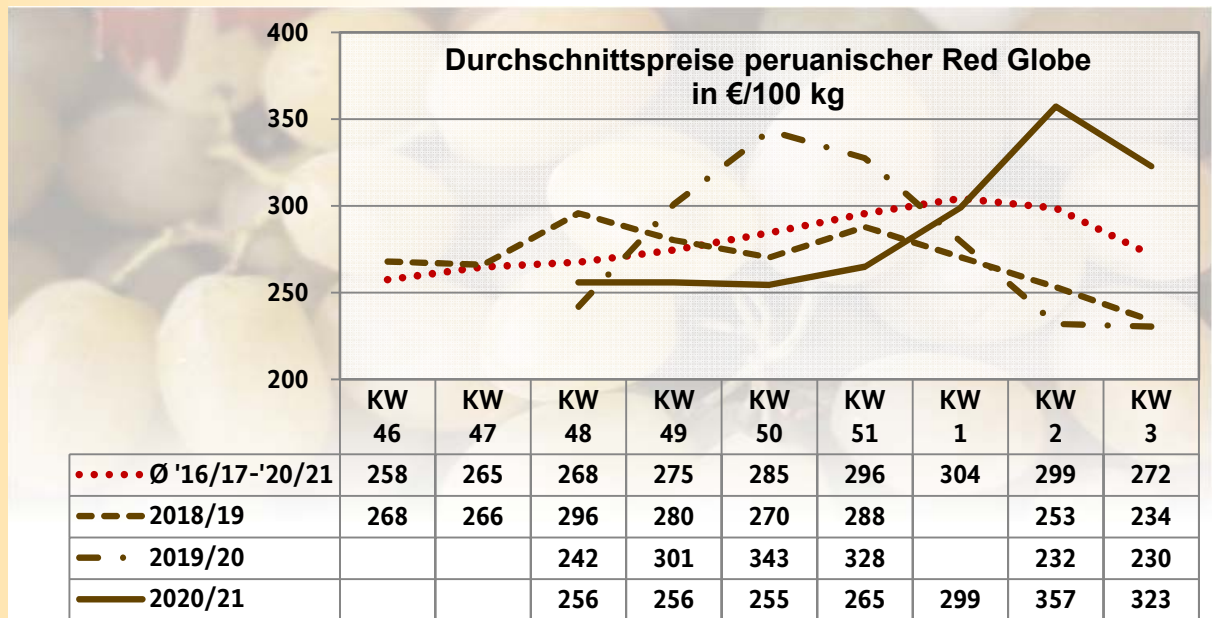 Durchschnittspreise peruanischer Red Globe
in €/100 kg
400
350
300
250
200
KW KW KW KW KW KW KW KW KW
46 47 48 49 50 51 1 2 3
Ø '16/17-'20/21 258 265 268 275 285 296 304 299 272
2018/19 268 266 296 280 270 288 253 234
2019/20 242 301 343 328 232 230
2020/21 256 256 255 265 299 357 323